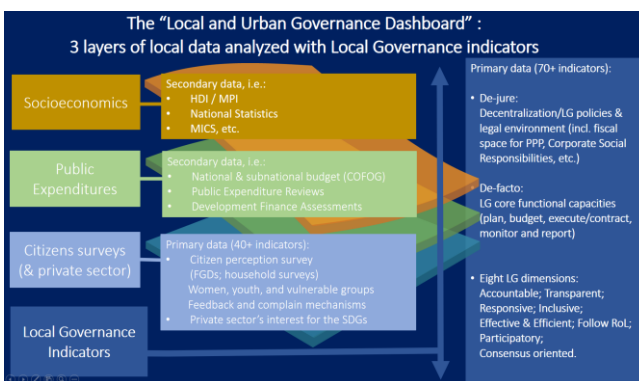 The “Local and Urban Governance Dashboard” :
3 layers of local data analyzed with Local Governance indicators
Socioeconomics
Secondary data, i.e.:
• HDI / MPI
• National Statistics
• MICS, etc.
Public
Expenditures
Secondary data, i.e.:
• National & subnational budget (COFOG)
• Public Expenditure Reviews
• Development Finance Assessments
Citizens surveys
(& private sector)
Primary data (40+ indicators):
• Citizen perception survey
(FGDs; household surveys)
Women, youth, and vulnerable groups
Feedback and complain mechanisms
• Private sector’s interest for the SDGs
Local Governance
Indicators
Primary data (70+ indicators):
• De-jure:
Decentralization/LG policies &
legal environment (incl. fiscal
space for PPP, Corporate Social
Responsibilities, etc.)
• De-facto:
LG core functional capacities
(plan, budget, execute/contract,
monitor and report)
• Eight LG dimensions:
Accountable; Transparent;
Responsive; Inclusive;
Effective & Efficient; Follow RoL;
Participatory;
Consensus oriented.